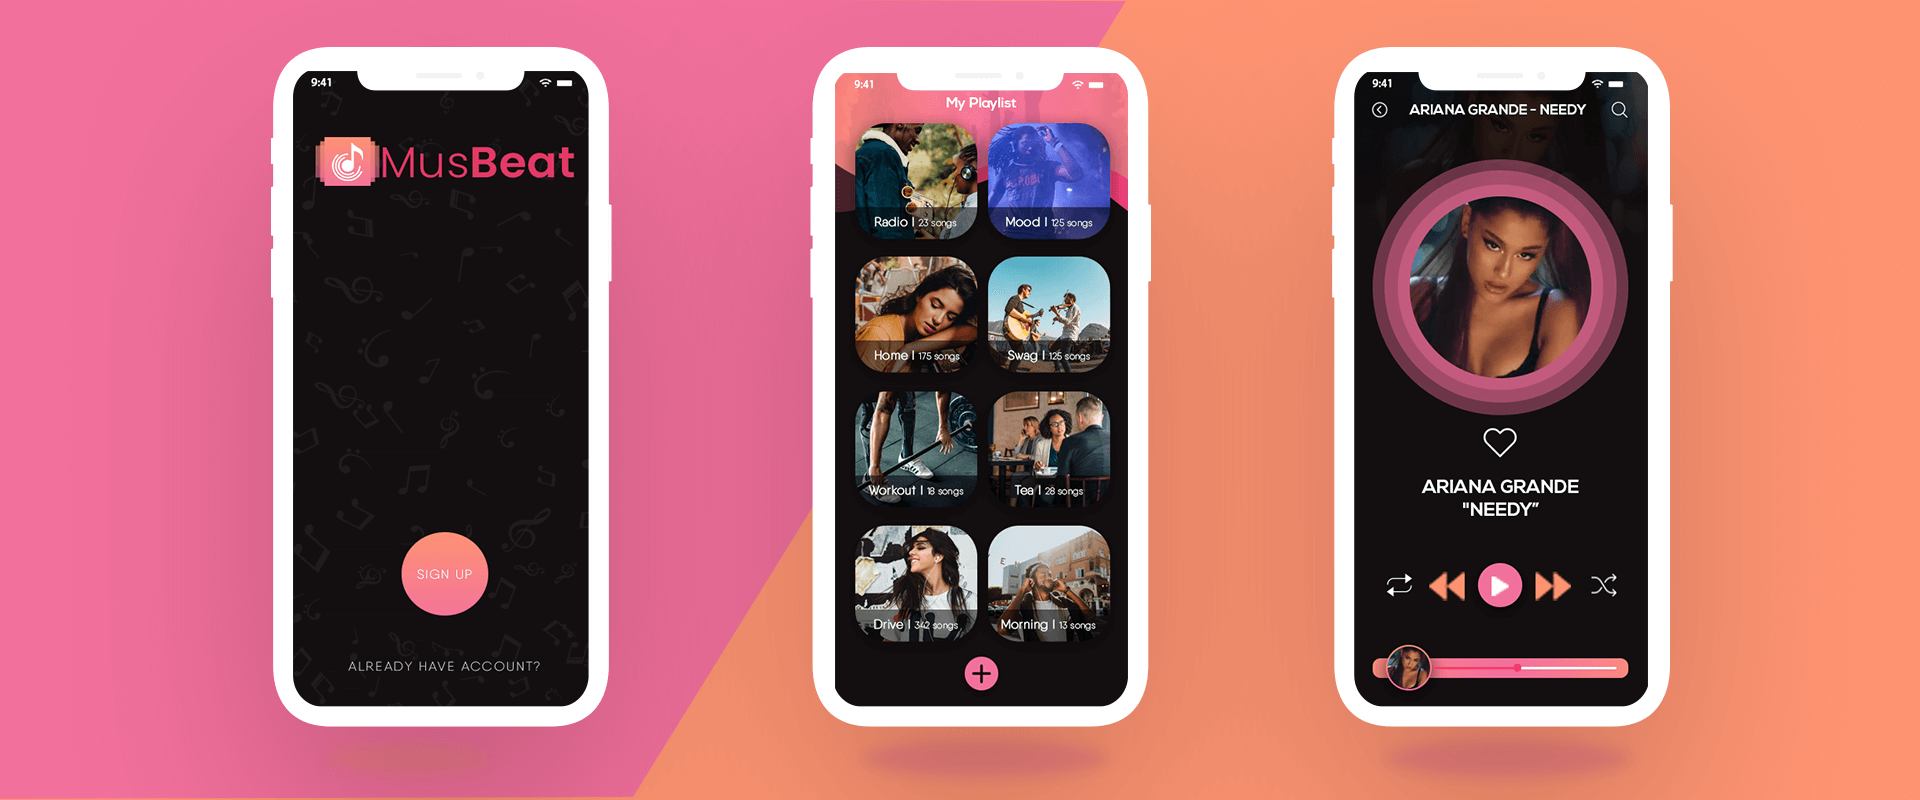 9:41
MusBeat
SIGN UP
ALREADY HAVE ACCOUNT?
9:41
My Playlist
Radio | 23 songs
Mood | 125 songs
Home | 175 songs
Swag | 125 songs
Workout | 18 songs
Tea | 28 songs
Drive | 342 songs
Morning | 13 songs
9:41
ARIANA GRANDE - NEEDY
ARIANA GRANDE
"NEEDY"